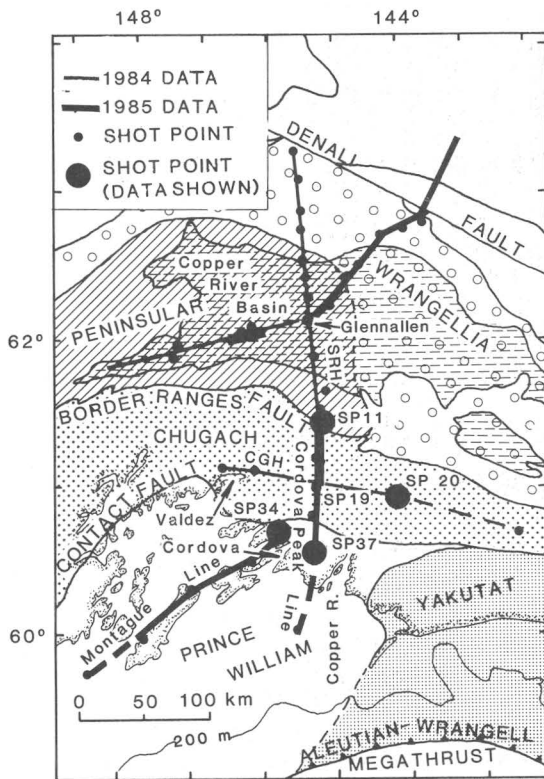 148° 144°
1984 DATA
1985 DATA
SHOT POINT
SHOT POINT
(DATA SHOWN)
DENALI
FAULT
Copper
River
Basin
WRANGELLIA
PENINSULAR
62°
Glennallen
SRH
BORDER RANGES FAULT
SP11
CHUGACH
CGH
Cordova Peak
Line
SP19
SP 20
CONTACT FAULT
Valdez
SP34
Cordova
SP37
YAKUTAT
60°
Montague
Line
PRINCE
WILLIAM
Copper R.
0 50 100 km
200 m
ALEUTIAN-WRANGELL
MEGATHRUST